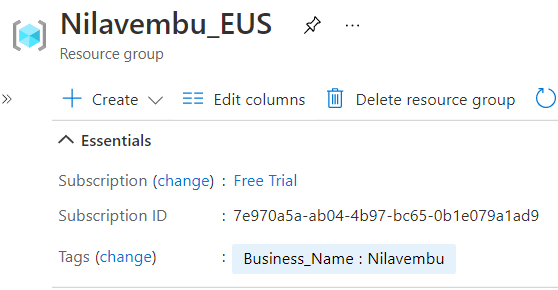 Nilavembu_EUS
Resource group
Create Edit columns Delete resource group
Essentials
Subscription (change) : Free Trial
Subscription ID : 7e970a5a-ab04-4b97-bc65-0b1e079a1ad9
Tags (change) : Business_Name : Nilavembu